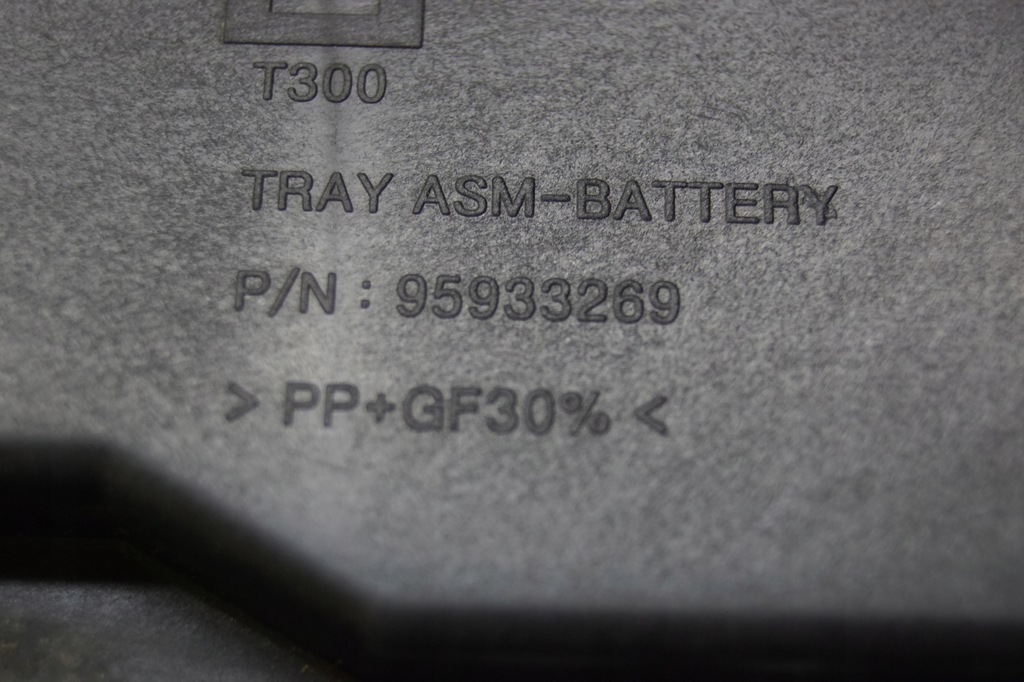 T300
TRAY ASM-BATTERY
P/N : 95933269
> PP+GF30% <